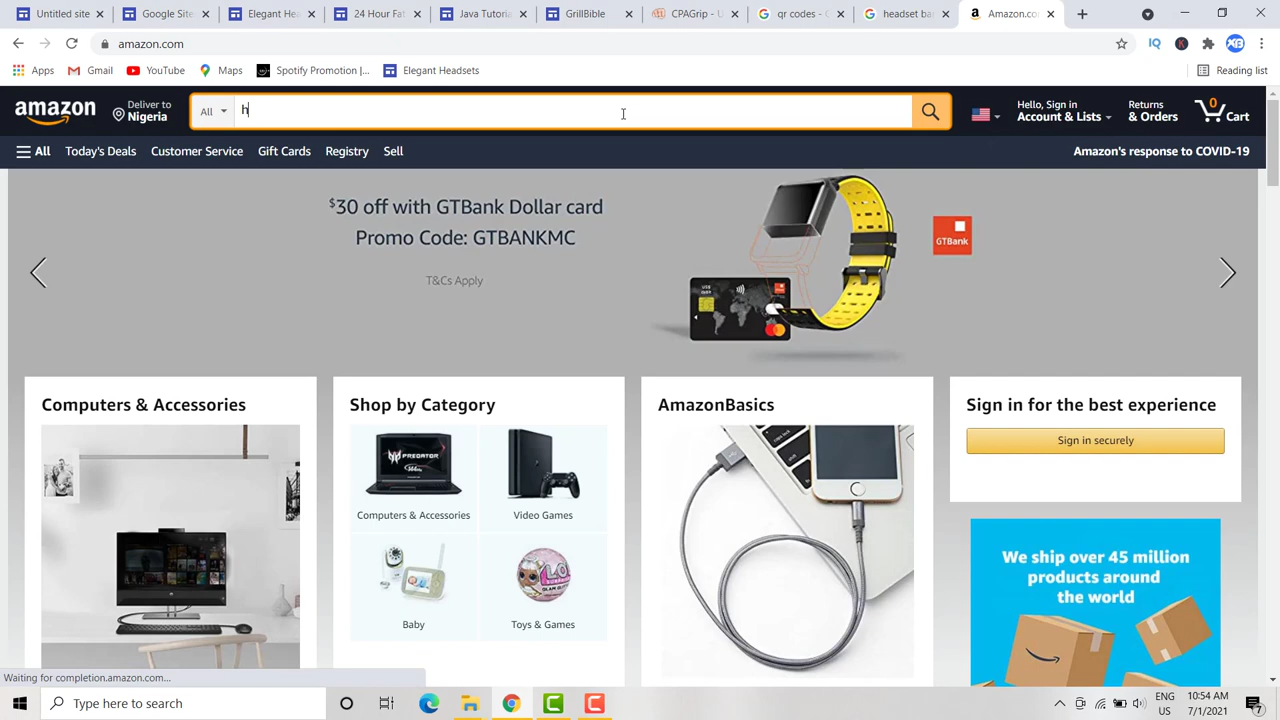 Untitled site
Google Site
Elegant Hea
24 Hour Fat
Java Tutoria
GrillBible
CPAGrip - U
qr codes - G
headset ba
Amazon.co
amazon.com
Apps
Gmail
YouTube
Maps
Spotify Promotion |...
Elegant Headsets
Reading list
amazon
Deliver to
Nigeria
All
h
Hello, Sign in
Account & Lists
Returns
& Orders
0
Cart
All
Today's Deals
Customer Service
Gift Cards
Registry
Sell
Amazon's response to COVID-19
$30 off with GTBank Dollar card
Promo Code: GTBANKMC
T&Cs Apply
GTBank
Computers & Accessories
Shop by Category
AmazonBasics
Sign in for the best experience
Sign in securely
PREDATOR
Computers & Accessories
Video Games
Baby
Toys & Games
We ship over 45 million
products around
the world
Waiting for completion.amazon.com...
Type here to search
ENG
US
10:54 AM
7/1/2021
7